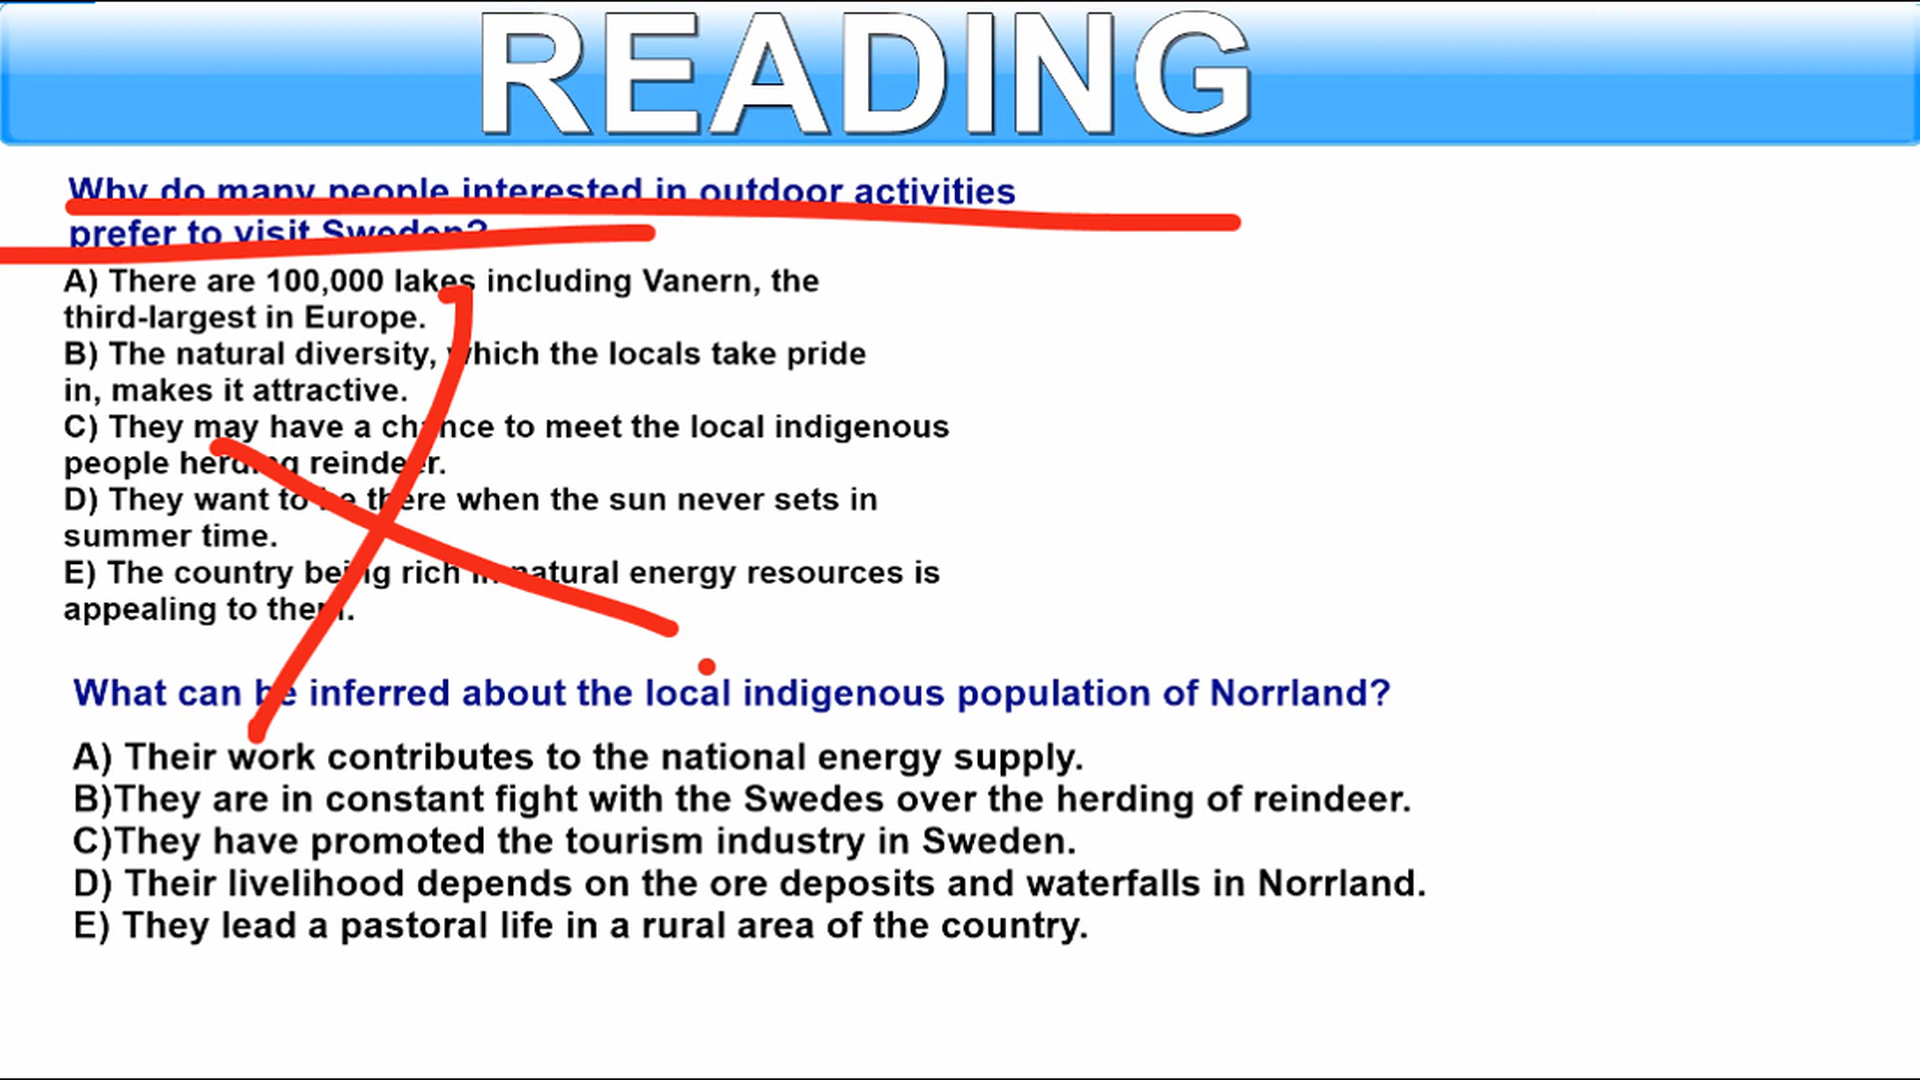 READING
Why do many people interested in outdoor activities
prefer to visit Sweden?
A) There are 100,000 lakes including Vanern, the
third-largest in Europe.
B) The natural diversity, which the locals take pride
in, makes it attractive.
C) They may have a chance to meet the local indigenous
people herding reindeer.
D) They want to be there when the sun never sets in
summer time.
E) The country being rich in natural energy resources is
appealing to them.
What can be inferred about the local indigenous population of Norrland?
A) Their work contributes to the national energy supply.
B)They are in constant fight with the Swedes over the herding of reindeer.
C)They have promoted the tourism industry in Sweden.
D) Their livelihood depends on the ore deposits and waterfalls in Norrland.
E) They lead a pastoral life in a rural area of the country.